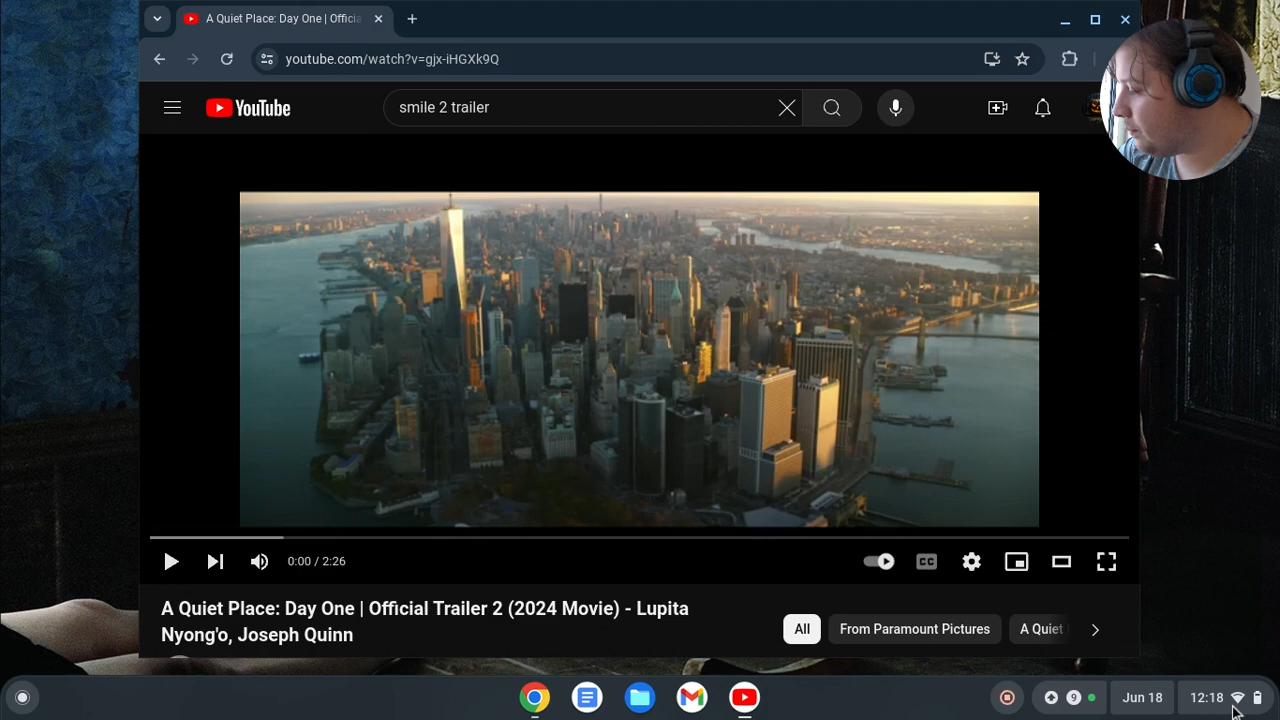 A Quiet Place: Day One | Officia
youtube.com/watch?v=gjx-iHGXk9Q
YouTube
smile 2 trailer
0:00 / 2:26
CC
A Quiet Place: Day One | Official Trailer 2 (2024 Movie) - Lupita
Nyong'o, Joseph Quinn
All
From Paramount Pictures
A Quiet
9
Jun 18
12:18